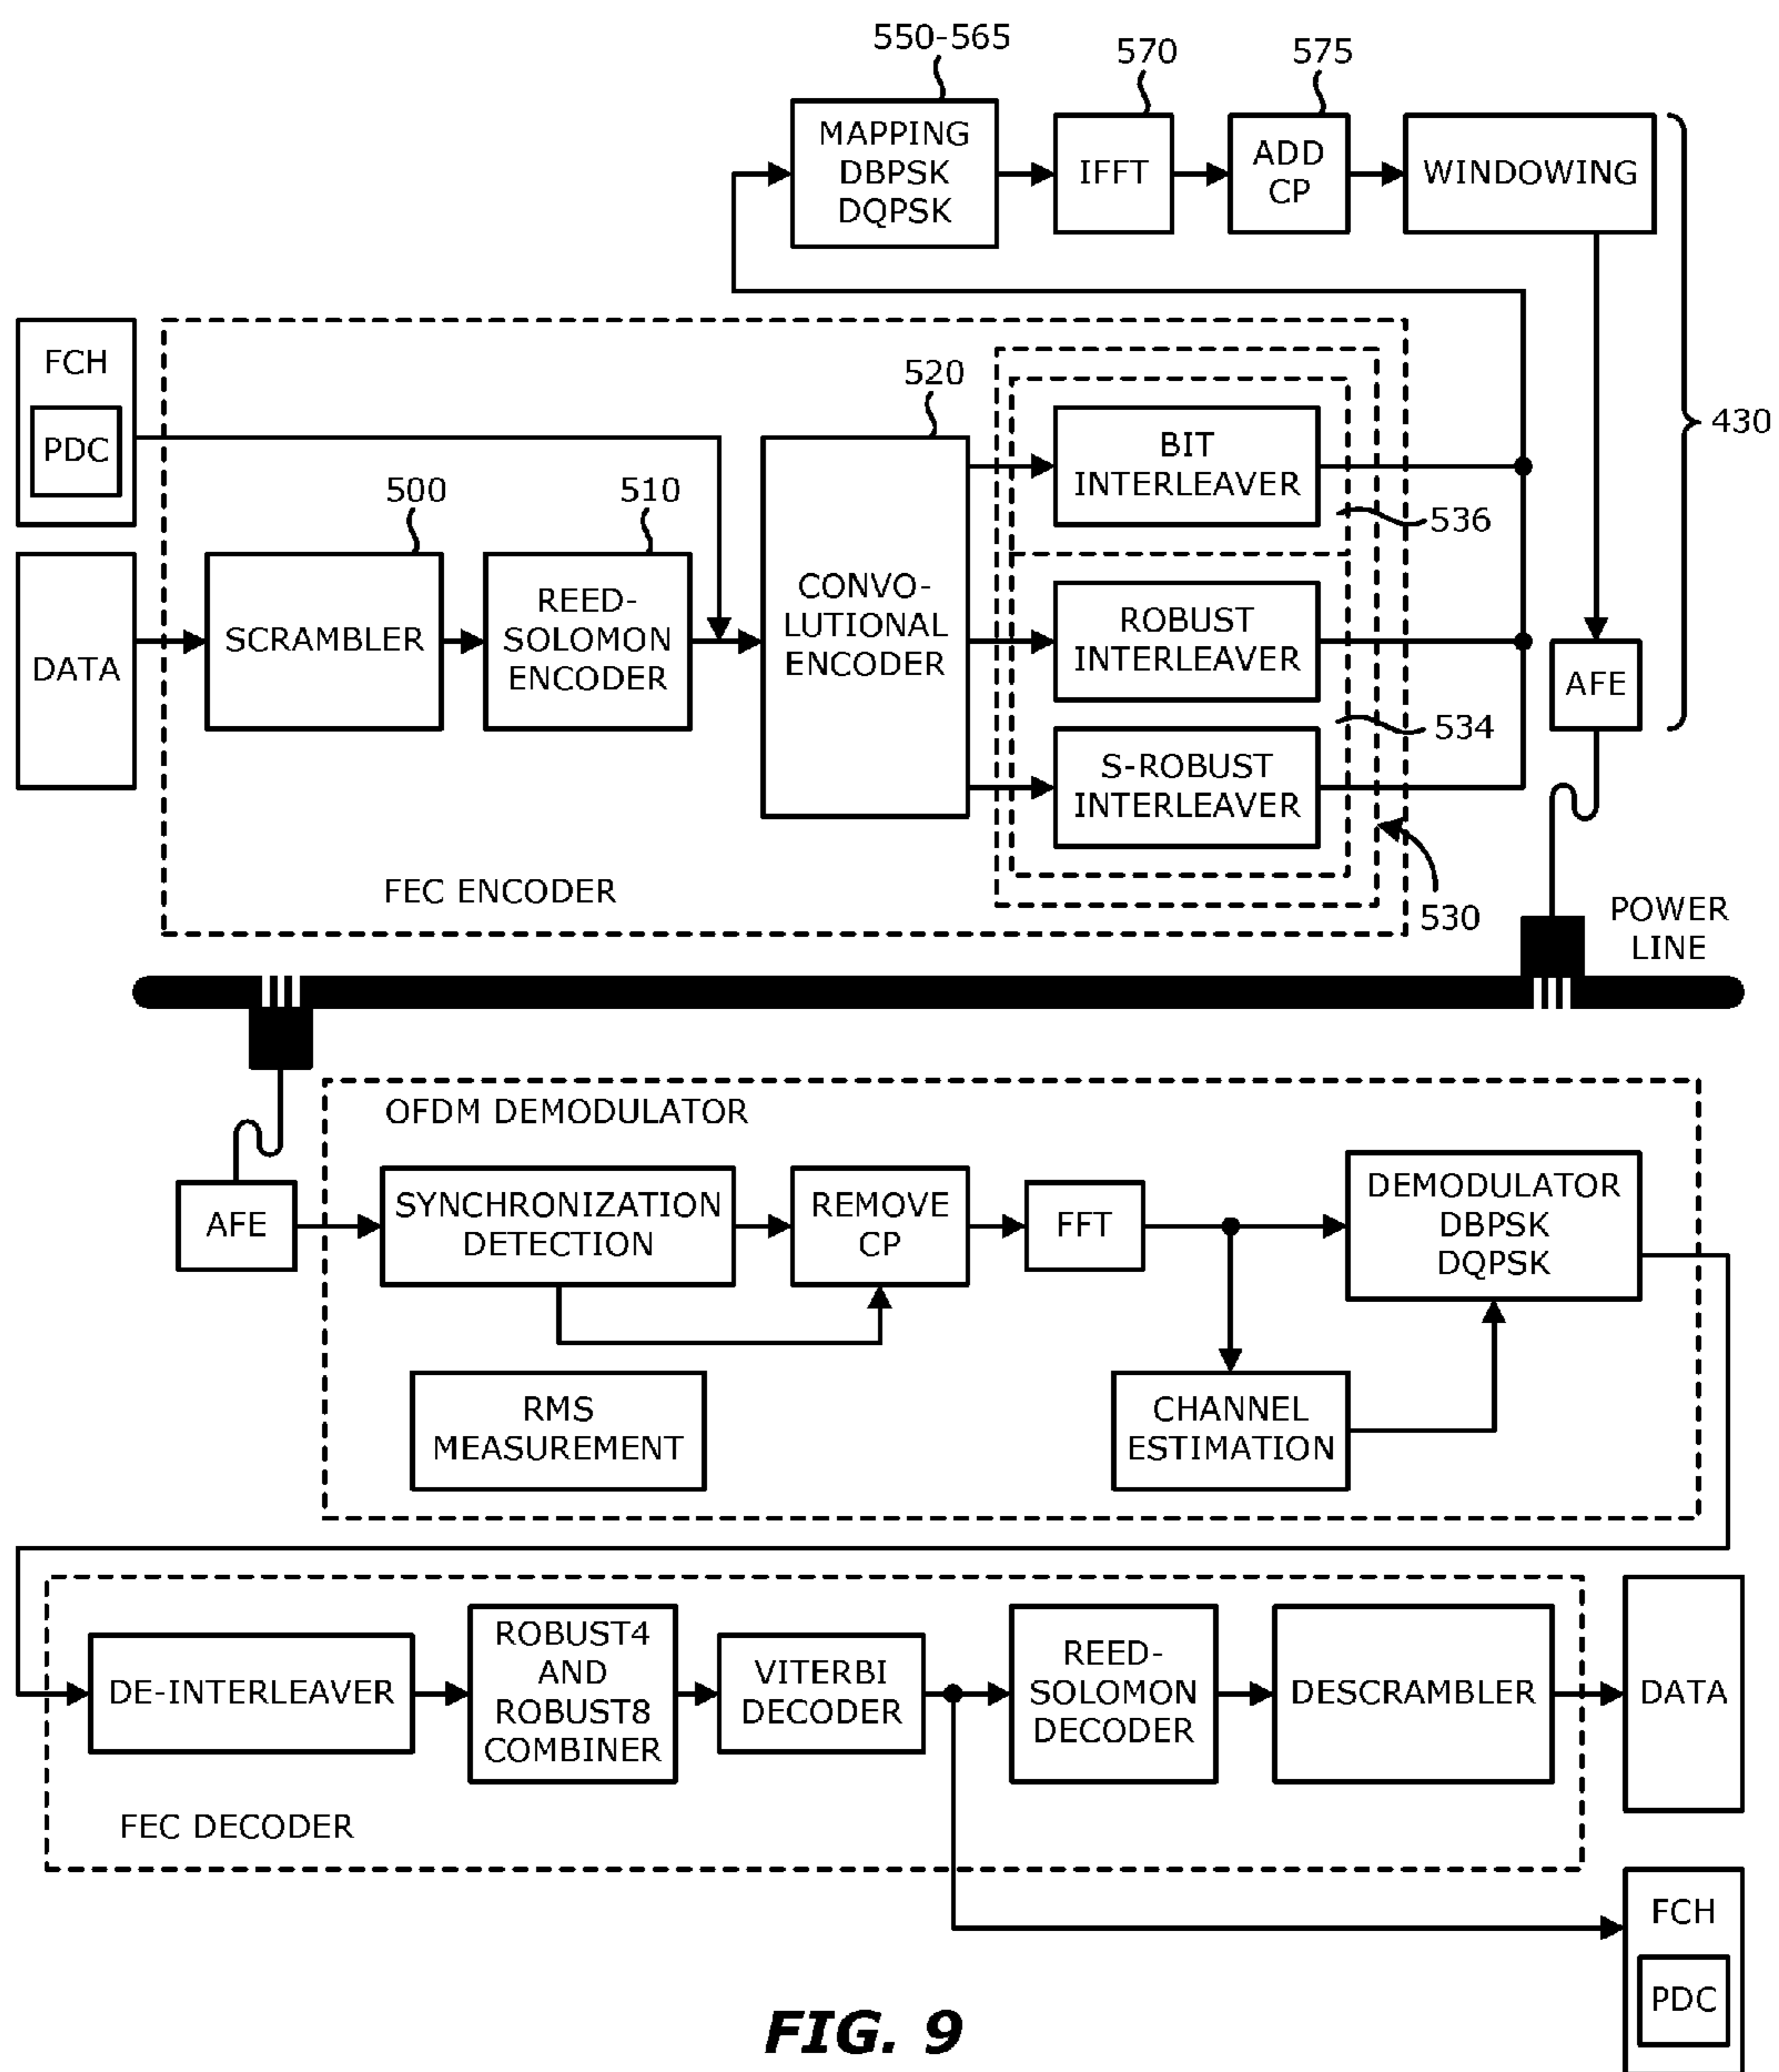 550-565
570
575
MAPPING
DBPSK
DQPSK
IFFT
ADD
CP
WINDOWING
430
FCH
PDC
DATA
500
SCRAMBLER
510
REED-
SOLOMON
ENCODER
520
CONVO-
LUTIONAL
ENCODER
BIT
INTERLEAVER
536
ROBUST
INTERLEAVER
534
S-ROBUST
INTERLEAVER
530
AFE
FEC ENCODER
POWER
LINE
OFDM DEMODULATOR
AFE
SYNCHRONIZATION
DETECTION
REMOVE
CP
FFT
DEMODULATOR
DBPSK
DQPSK
RMS
MEASUREMENT
CHANNEL
ESTIMATION
DE-INTERLEAVER
ROBUST4
AND
ROBUST8
COMBINER
VITERBI
DECODER
REED-
SOLOMON
DECODER
DESCRAMBLER
DATA
FEC DECODER
FCH
PDC
FIG. 9